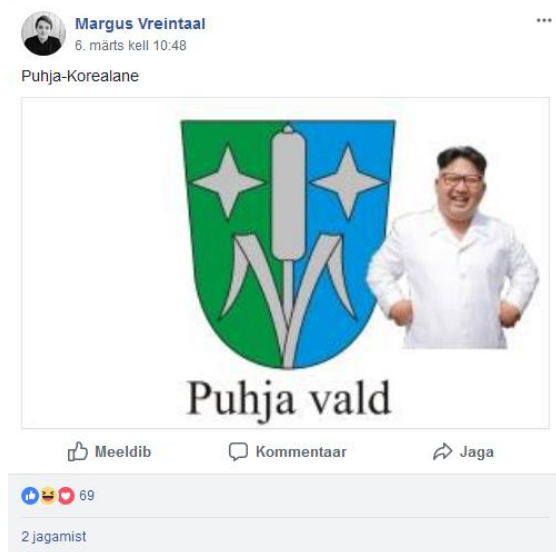 Margus Vreintaal
6. märts kell 10:48
Puhja-Korealane
Puhja vald
Meeldib
Kommentaar
Jaga
69
2 jagamist